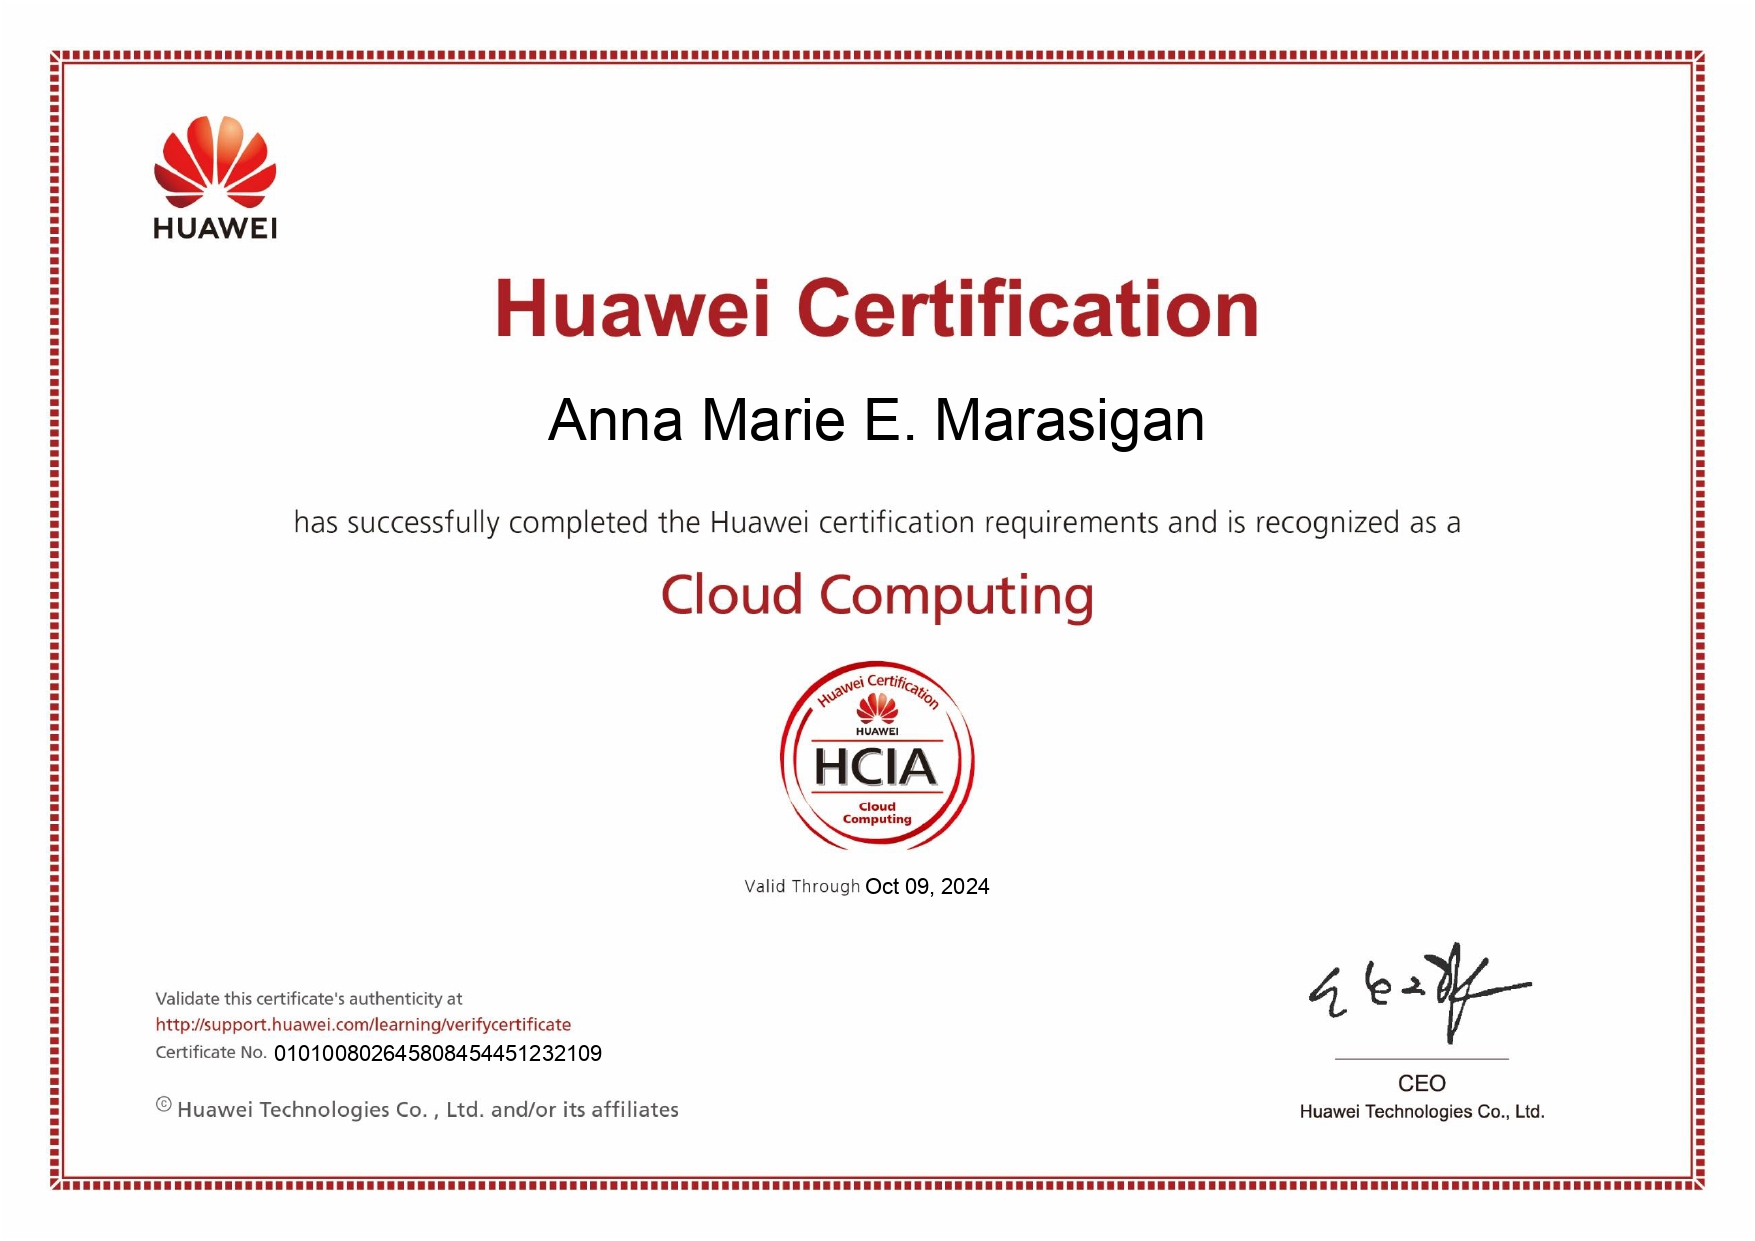 HUAWEI
Huawei Certification
Anna Marie E. Marasigan
has successfully completed the Huawei certification requirements and is recognized as a
Cloud Computing
Huawei Certification
HUAWEI
HCIA
Cloud
Computing
Valid Through Oct 09, 2024
Validate this certificate's authenticity at
http://support.huawei.com/learning/verifycertificate
Certificate No. 010100802645808454451232109
© Huawei Technologies Co. , Ltd. and/or its affiliates
CEO
Huawei Technologies Co., Ltd.